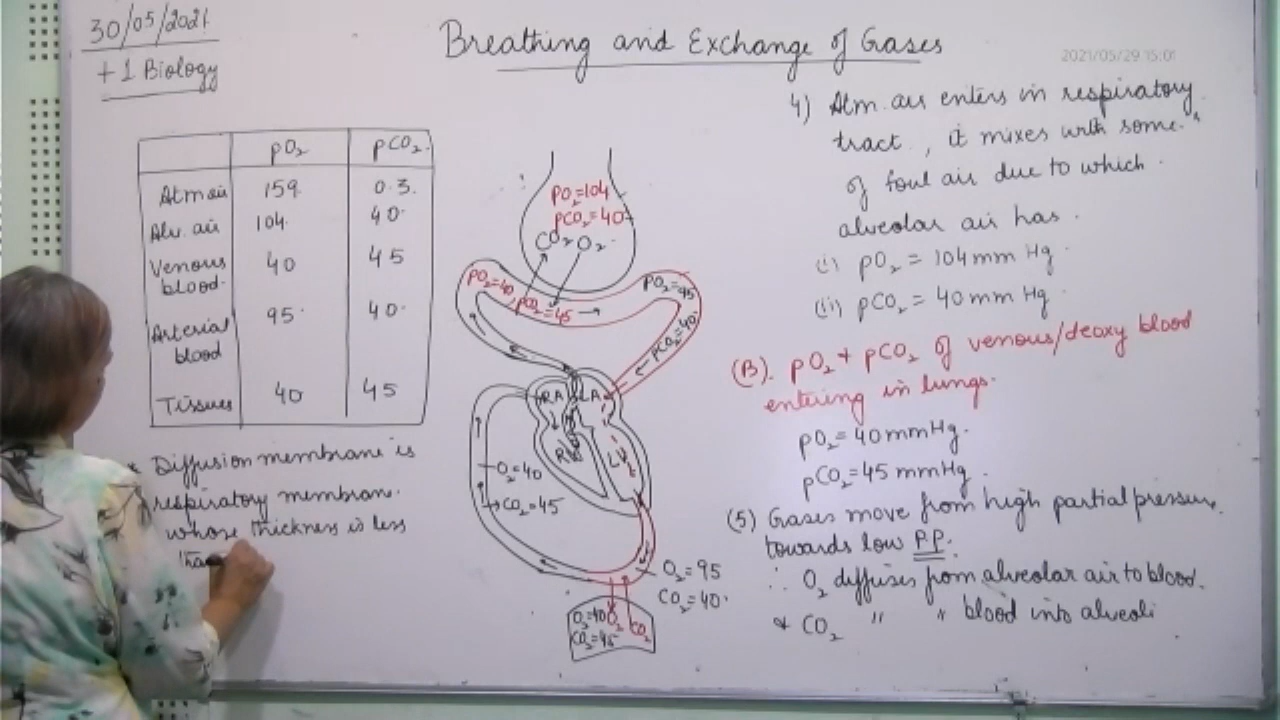 30/05/2021
+1 Biology
Breathing and Exchange of Gases
2021/05/29 15:01
pO₂ pCO₂
Atm air 159 0.3
Alv. air 104 40
Venous blood 40 45
Arterial blood 95 40
Tissues 40 45
* Diffusion membrane is
respiratory membrane
whose thickness is less
tha
PO₂=104
PCO₂=40
CO₂ O₂
PO₂=40, PCO₂=45 →
PO₂=95
← PCO₂=40
RA LA
RV LV
O₂=40
CO₂=45
O₂=95
CO₂=40
O₂=40 O₂ CO₂
CO₂=45
4) Atm. air enters in respiratory
tract, it mixes with some
of foul air due to which
alveolar air has
(i) pO₂ = 104 mm Hg
(ii) pCO₂ = 40 mm Hg
(B). pO₂ + pCO₂ of venous/deoxy blood
entering in lungs.
pO₂ = 40 mmHg.
pCO₂ = 45 mmHg.
(5) Gases move from high partial pressure
towards low P.P.
∴ O₂ diffuses from alveolar air to blood.
& CO₂ " " blood into alveoli